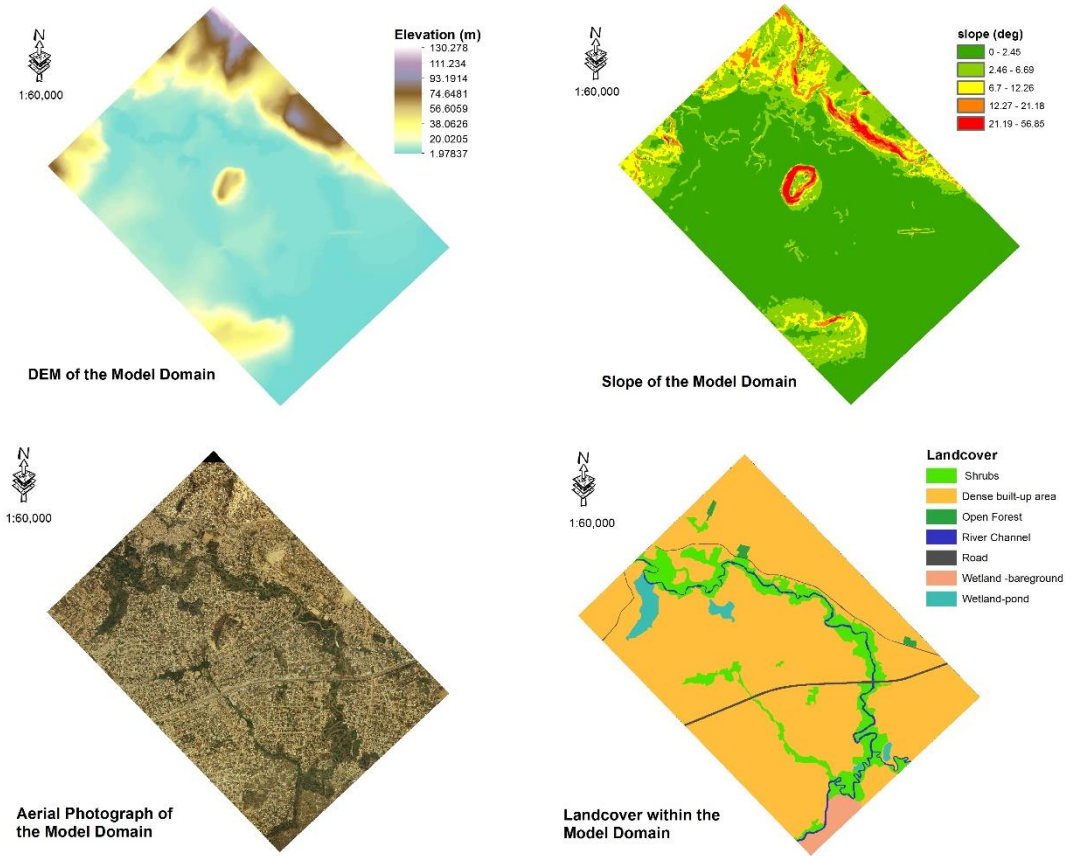 N
1:60,000
Elevation (m)
130.278
111.234
93.1914
74.6481
56.6059
38.0626
20.0205
1.97837
DEM of the Model Domain
N
1:60,000
slope (deg)
0 - 2.45
2.46 - 6.69
6.7 - 12.26
12.27 - 21.18
21.19 - 56.85
Slope of the Model Domain
N
1:60,000
Aerial Photograph of
the Model Domain
N
1:60,000
Landcover
Shrubs
Dense built-up area
Open Forest
River Channel
Road
Wetland -bareground
Wetland-pond
Landcover within the
Model Domain